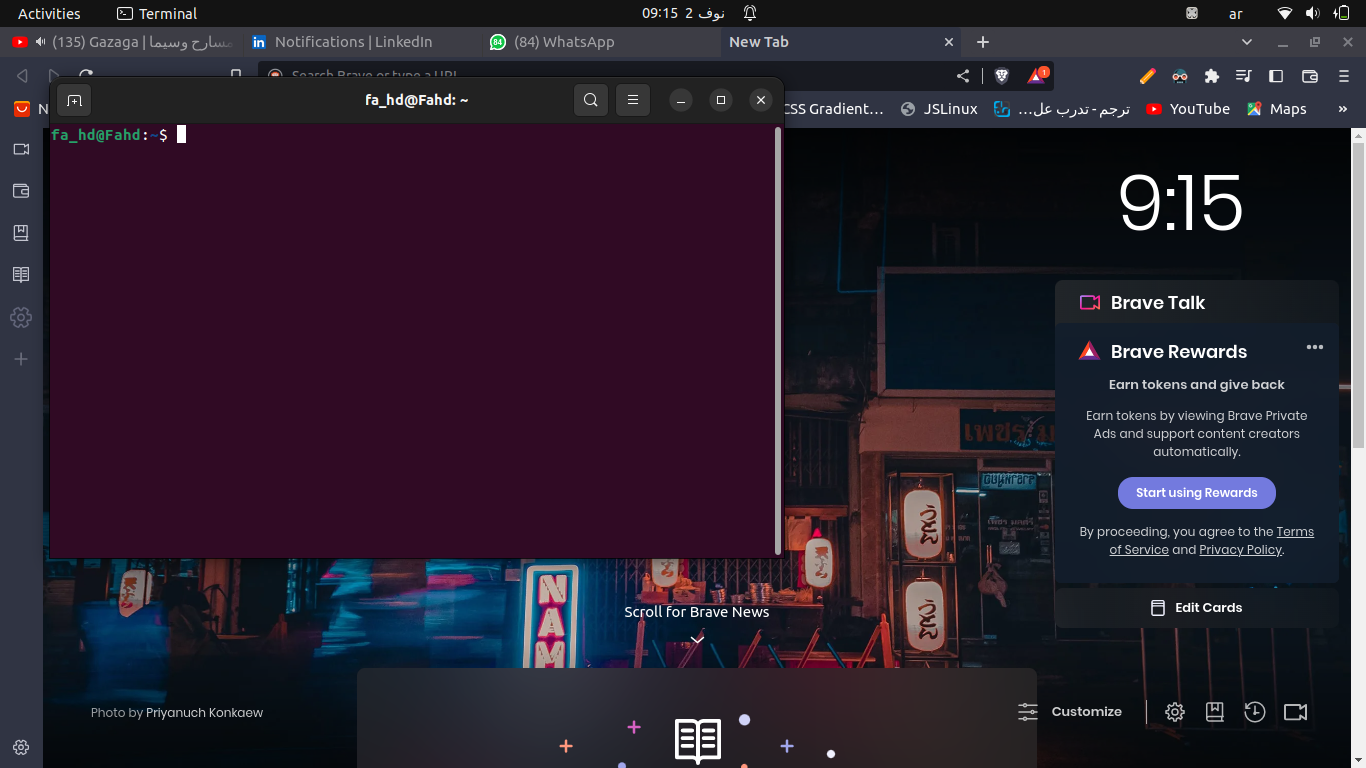 Activities
Terminal
09:15 2 نوف
ar
(135) Gazaga | مسارح وسيما
Notifications | LinkedIn
84
(84) WhatsApp
New Tab
Search Brave or type a URL
1
N
CSS Gradient…
JSLinux
ترجم - تدرب عل…
YouTube
Maps
»
fa_hd@Fahd: ~
fa_hd@Fahd:~$
9:15
Brave Talk
Brave Rewards
Earn tokens and give back
Earn tokens by viewing Brave Private
Ads and support content creators
automatically.
Start using Rewards
By proceeding, you agree to the Terms
of Service and Privacy Policy.
Edit Cards
NAM
Scroll for Brave News
Photo by Priyanuch Konkaew
Customize